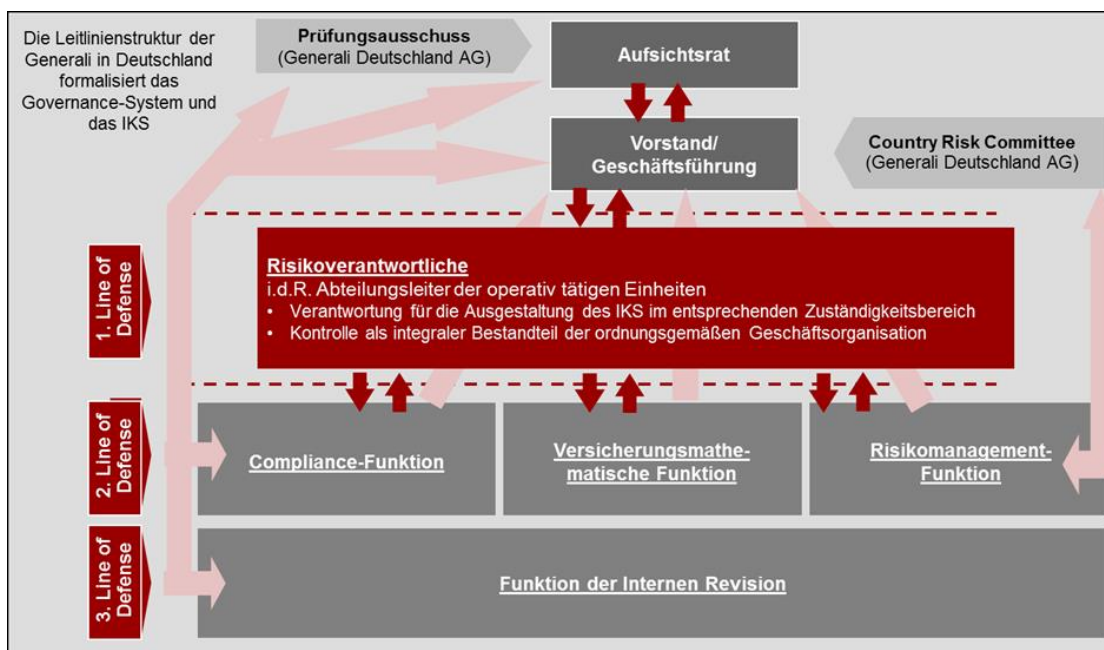 Die Leitlinienstruktur der
Generali in Deutschland
formalisiert das
Governance-System und
das IKS
Prüfungsausschuss
(Generali Deutschland AG)
Aufsichtsrat
Vorstand/
Geschäftsführung
Country Risk Committee
(Generali Deutschland AG)
1. Line of
Defense
Risikoverantwortliche
i.d.R. Abteilungsleiter der operativ tätigen Einheiten
• Verantwortung für die Ausgestaltung des IKS im entsprechenden Zuständigkeitsbereich
• Kontrolle als integraler Bestandteil der ordnungsgemäßen Geschäftsorganisation
2. Line of
Defense
Compliance-Funktion
Versicherungsmathe-
matische Funktion
Risikomanagement-
Funktion
3. Line of
Defense
Funktion der Internen Revision